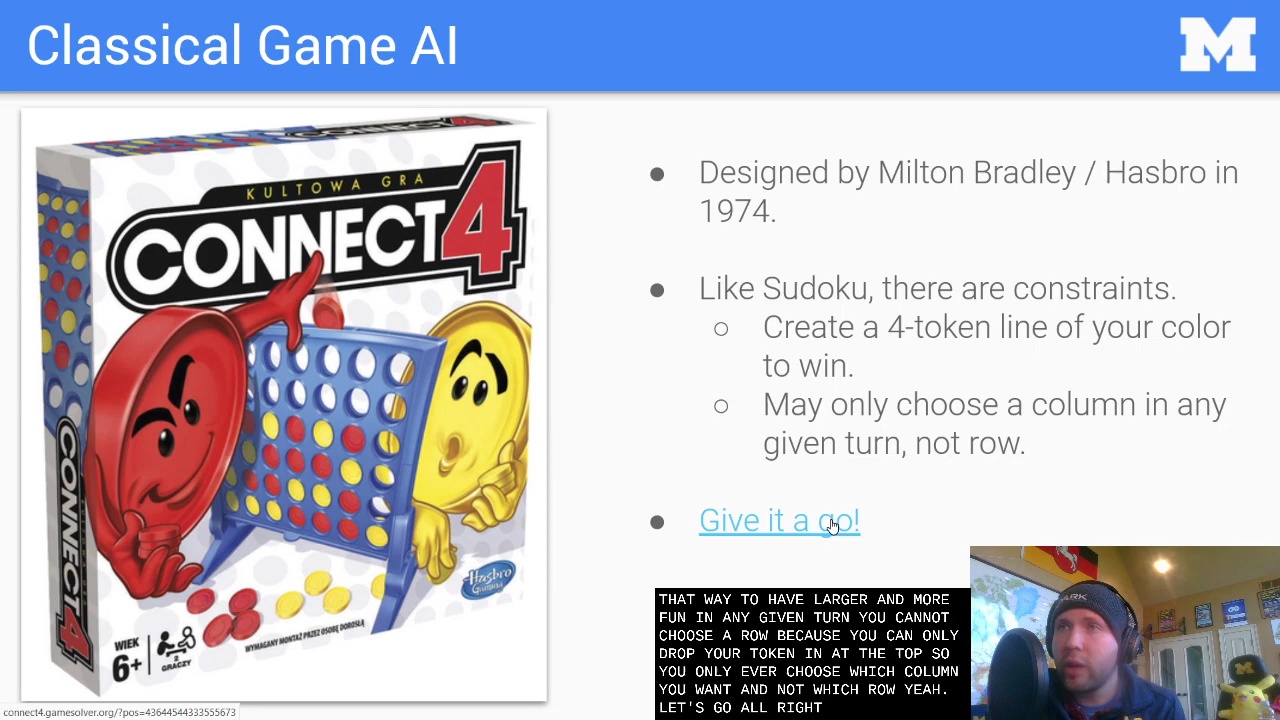 Classical Game AI
M
KULTOWA GRA
CONNECT4
CONNECT4
WIEK
6+
2
GRACZY
WYMAGANY MONTAŻ PRZEZ OSOBĘ DOROSŁĄ
Hasbro
Gaming
● Designed by Milton Bradley / Hasbro in
1974.
● Like Sudoku, there are constraints.
○ Create a 4-token line of your color
to win.
○ May only choose a column in any
given turn, not row.
● Give it a go!
THAT WAY TO HAVE LARGER AND MORE
FUN IN ANY GIVEN TURN YOU CANNOT
CHOOSE A ROW BECAUSE YOU CAN ONLY
DROP YOUR TOKEN IN AT THE TOP SO
YOU ONLY EVER CHOOSE WHICH COLUMN
YOU WANT AND NOT WHICH ROW YEAH.
LET'S GO ALL RIGHT
ARK
M
connect4.gamesolver.org/?pos=43644544333555673